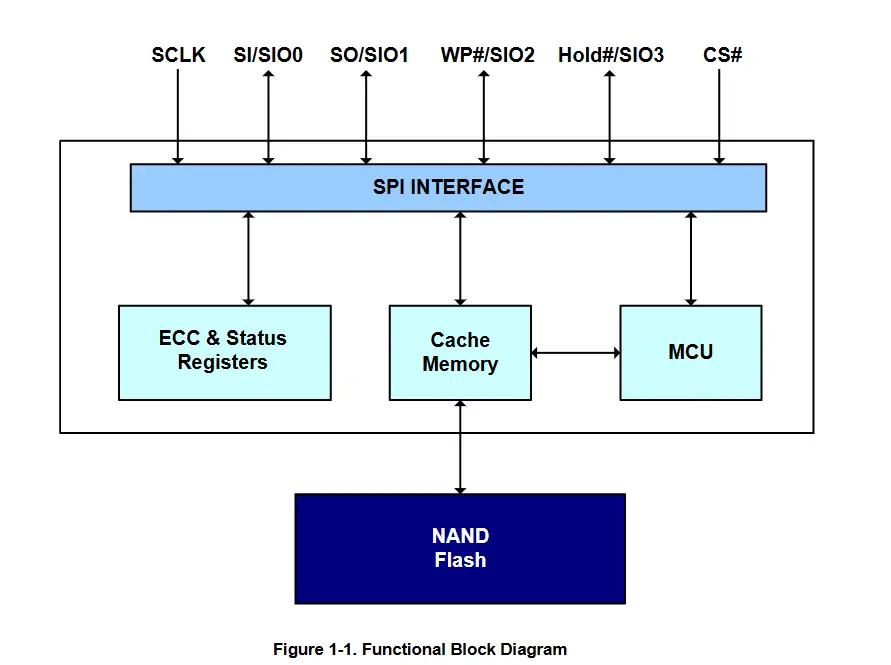 SCLK SI/SIO0 SO/SIO1 WP#/SIO2 Hold#/SIO3 CS#
SPI INTERFACE
ECC & Status
Registers
Cache
Memory
MCU
NAND
Flash
Figure 1-1. Functional Block Diagram